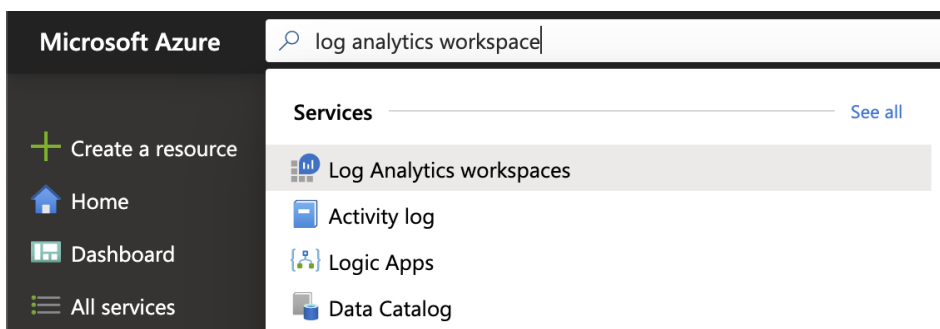 Microsoft Azure
log analytics workspace
Services
See all
Create a resource
Home
Dashboard
All services
Log Analytics workspaces
Activity log
Logic Apps
Data Catalog